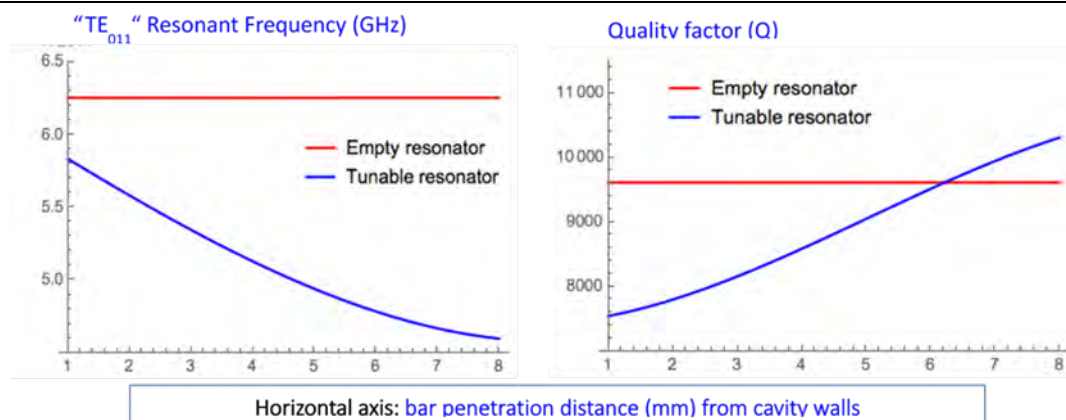 “TE011“ Resonant Frequency (GHz)
Quality factor (Q)
6.5
6.0
5.5
5.0
Empty resonator
Tunable resonator
1 2 3 4 5 6 7 8
11 000
10 000
9000
8000
Empty resonator
Tunable resonator
1 2 3 4 5 6 7 8
Horizontal axis: bar penetration distance (mm) from cavity walls